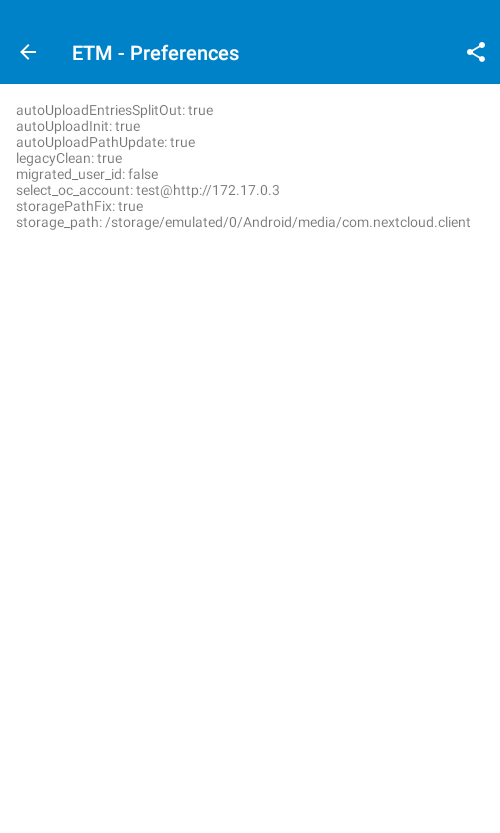 ETM - Preferences
autoUploadEntriesSplitOut: true
autoUploadInit: true
autoUploadPathUpdate: true
legacyClean: true
migrated_user_id: false
select_oc_account: test@http://172.17.0.3
storagePathFix: true
storage_path: /storage/emulated/0/Android/media/com.nextcloud.client